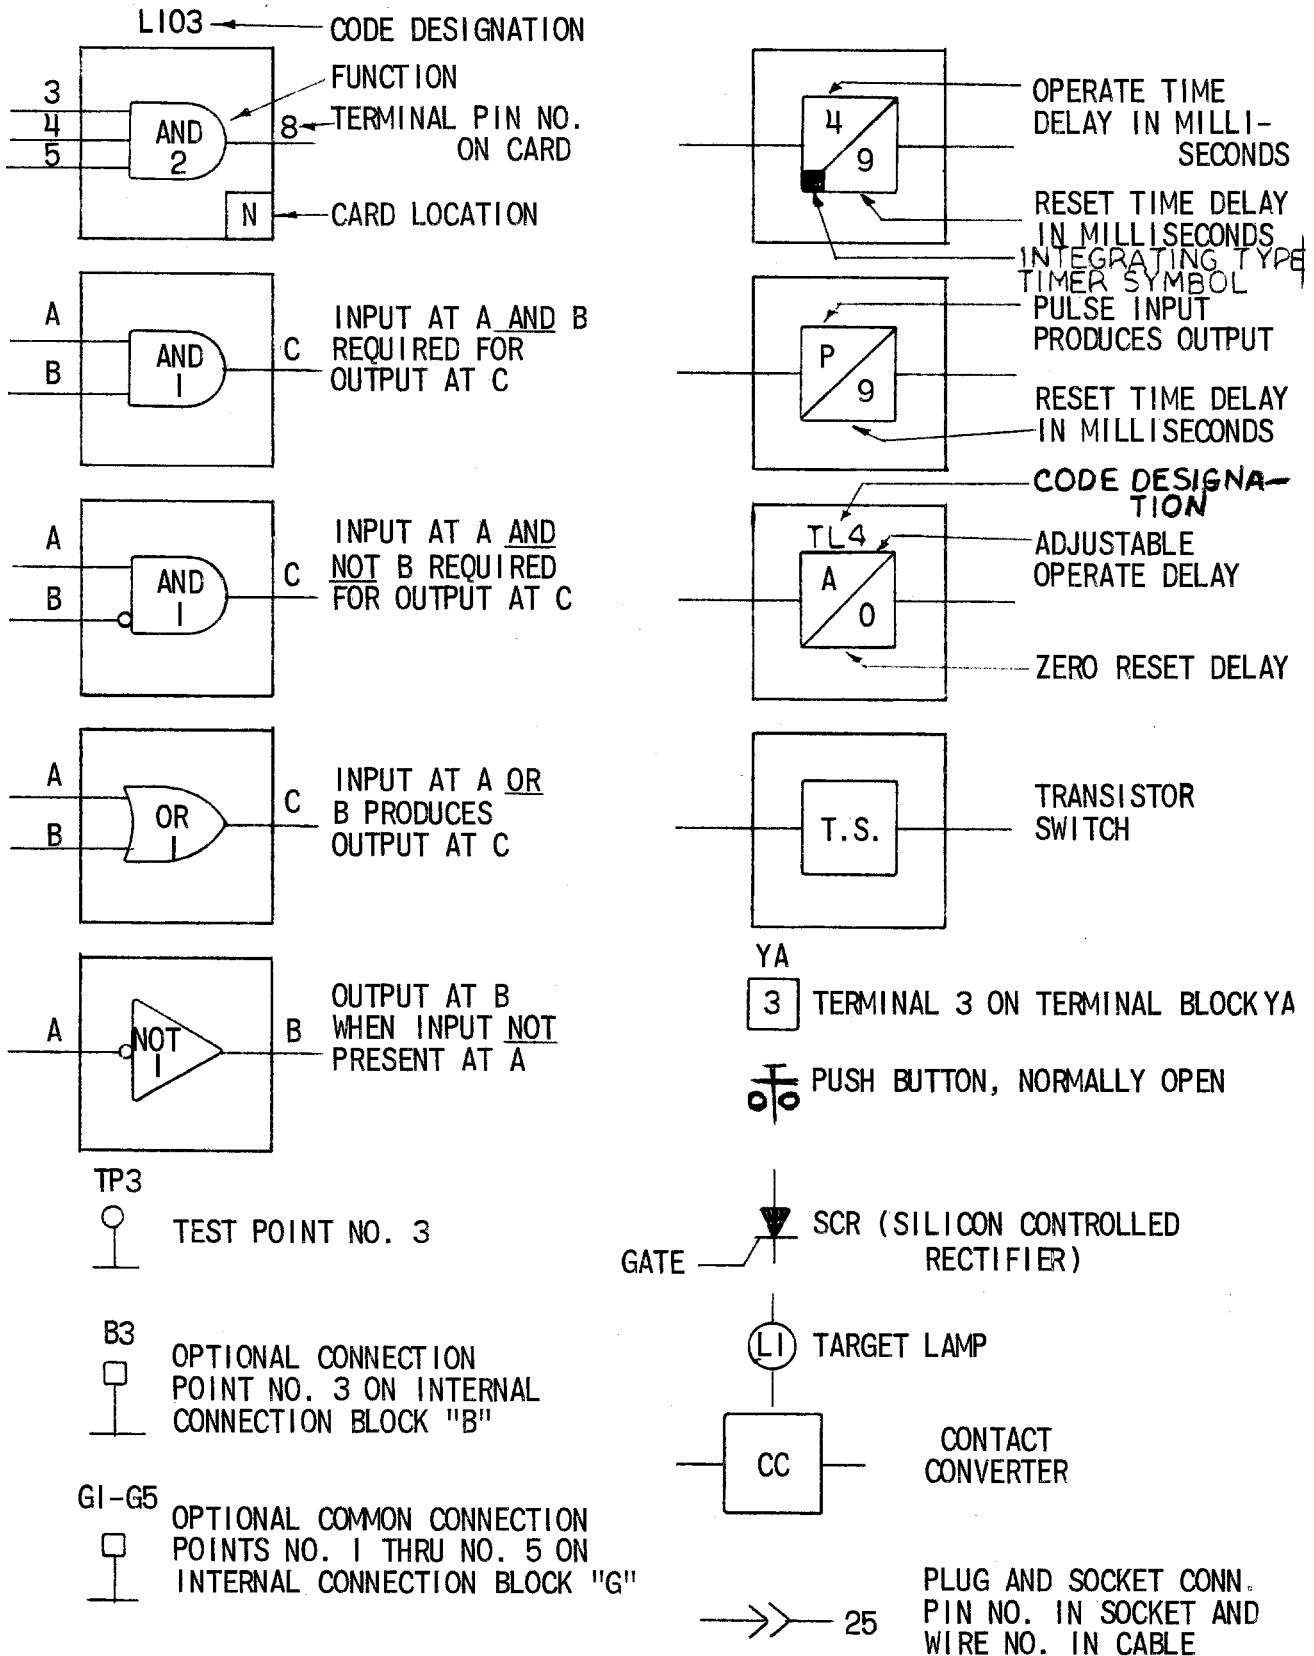 L103
CODE DESIGNATION
FUNCTION
3
4
5
AND
2
8
TERMINAL PIN NO.
ON CARD
N
CARD LOCATION
A
B
AND
1
C
INPUT AT A AND B
REQUIRED FOR
OUTPUT AT C
A
B
AND
1
C
INPUT AT A AND
NOT B REQUIRED
FOR OUTPUT AT C
A
B
OR
1
C
INPUT AT A OR
B PRODUCES
OUTPUT AT C
A
NOT
1
B
OUTPUT AT B
WHEN INPUT NOT
PRESENT AT A
TP3
TEST POINT NO. 3
B3
OPTIONAL CONNECTION
POINT NO. 3 ON INTERNAL
CONNECTION BLOCK "B"
G1-G5
OPTIONAL COMMON CONNECTION
POINTS NO. 1 THRU NO. 5 ON
INTERNAL CONNECTION BLOCK "G"
4
9
OPERATE TIME
DELAY IN MILLI-
SECONDS
RESET TIME DELAY
IN MILLISECONDS
INTEGRATING TYPE
TIMER SYMBOL
P
9
PULSE INPUT
PRODUCES OUTPUT
RESET TIME DELAY
IN MILLISECONDS
CODE DESIGNA-
TION
TL4
A
0
ADJUSTABLE
OPERATE DELAY
ZERO RESET DELAY
T.S.
TRANSISTOR
SWITCH
YA
3
TERMINAL 3 ON TERMINAL BLOCK YA
PUSH BUTTON, NORMALLY OPEN
GATE
SCR (SILICON CONTROLLED
RECTIFIER)
L1
TARGET LAMP
CC
CONTACT
CONVERTER
25
PLUG AND SOCKET CONN.
PIN NO. IN SOCKET AND
WIRE NO. IN CABLE